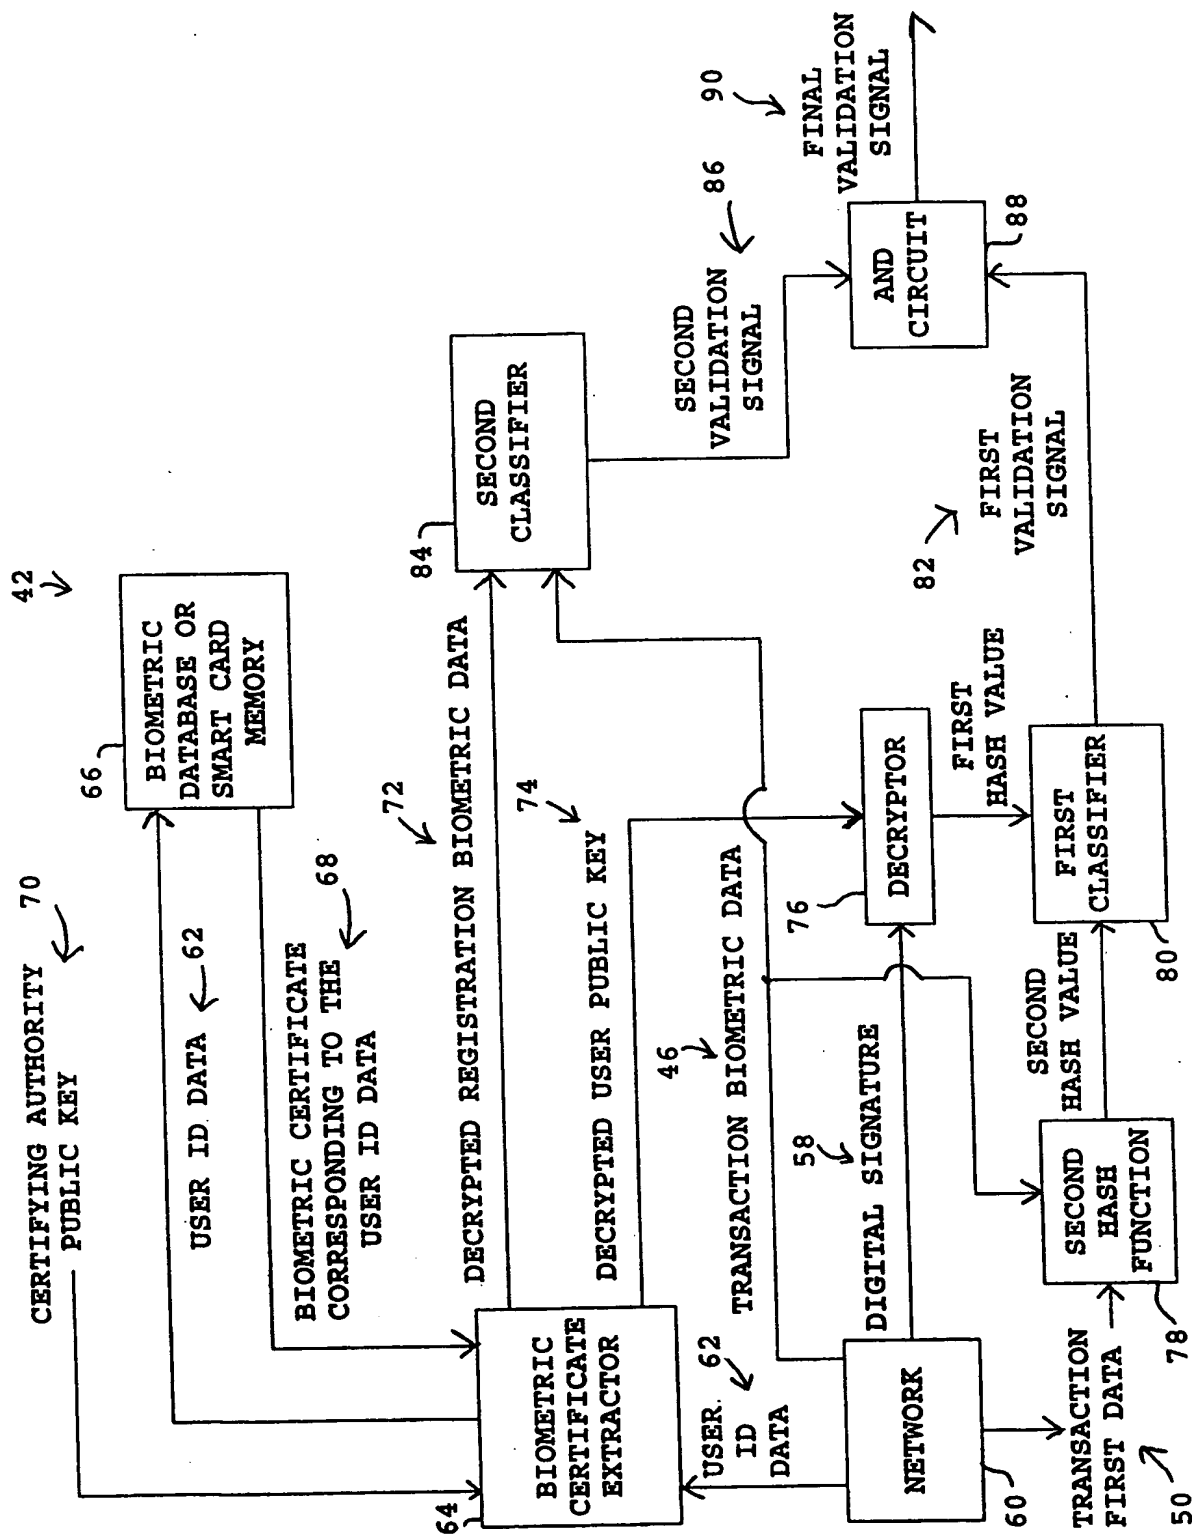 42
CERTIFYING AUTHORITY
PUBLIC KEY
70
USER ID DATA
62
66
BIOMETRIC
DATABASE OR
SMART CARD
MEMORY
BIOMETRIC CERTIFICATE
CORRESPONDING TO THE
USER ID DATA
68
64
BIOMETRIC
CERTIFICATE
EXTRACTOR
72
DECRYPTED REGISTRATION BIOMETRIC DATA
84
SECOND
CLASSIFIER
74
DECRYPTED USER PUBLIC KEY
SECOND
VALIDATION
SIGNAL
86
90
FINAL
VALIDATION
SIGNAL
USER
ID
DATA
62
46
TRANSACTION BIOMETRIC DATA
58
DIGITAL SIGNATURE
76
DECRYPTOR
AND
CIRCUIT
88
60
NETWORK
FIRST
HASH VALUE
82
FIRST
VALIDATION
SIGNAL
TRANSACTION
FIRST DATA
50
SECOND
HASH
FUNCTION
78
SECOND
HASH VALUE
FIRST
CLASSIFIER
80